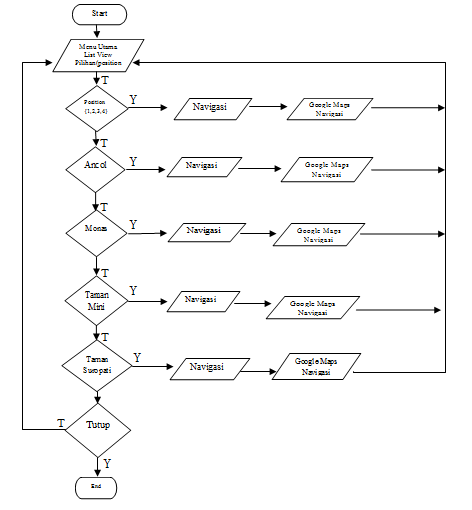 Start
Menu Utama
List View
Pilihan/position
T
Position
(1,2,3,4)
Y
Navigasi
Google Maps
Navigasi
T
Ancol
Y
Navigasi
Google Maps
Navigasi
T
Monas
Y
Navigasi
Google Maps
Navigasi
T
Taman
Mini
Y
Navigasi
Google Maps
Navigasi
T
Taman
Suropati
Y
Navigasi
Google Maps
Navigasi
T
Tutup
Y
End